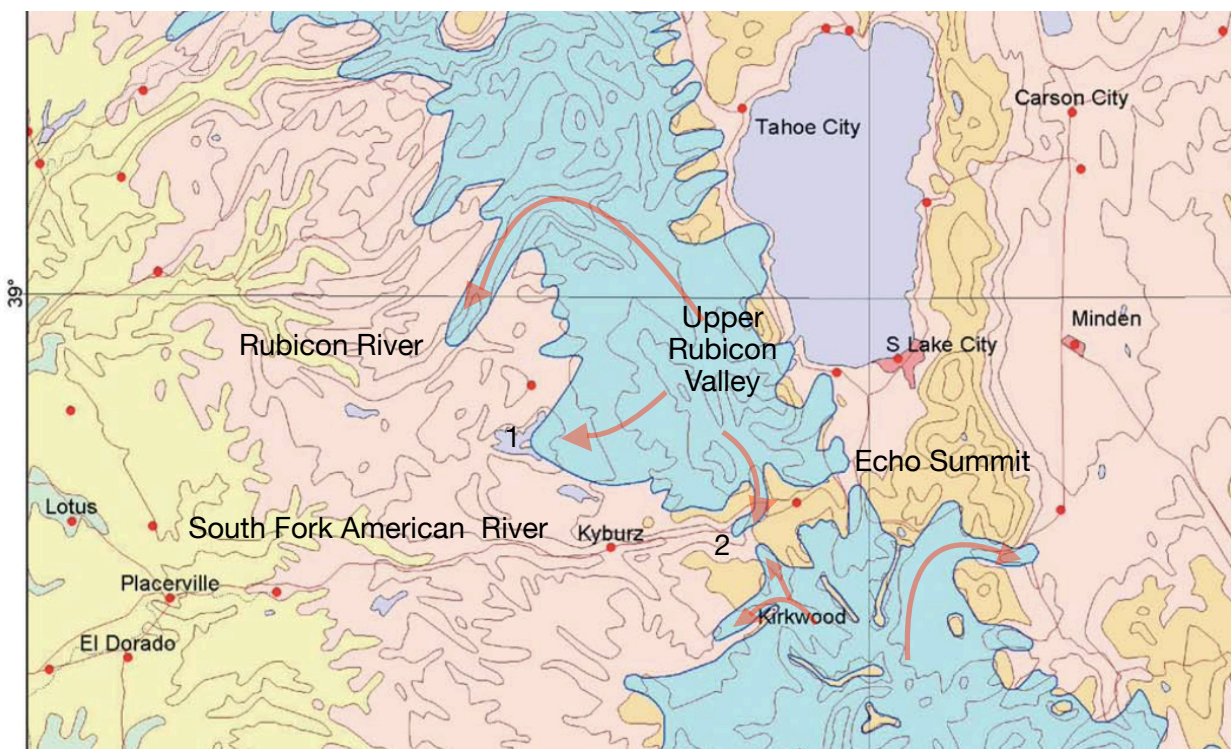 Carson City
Tahoe City
39°
Upper
Rubicon
Valley
Minden
Rubicon River
S Lake City
1
Echo Summit
Lotus
South Fork American River
Kyburz
2
Placerville
Kirkwood
El Dorado